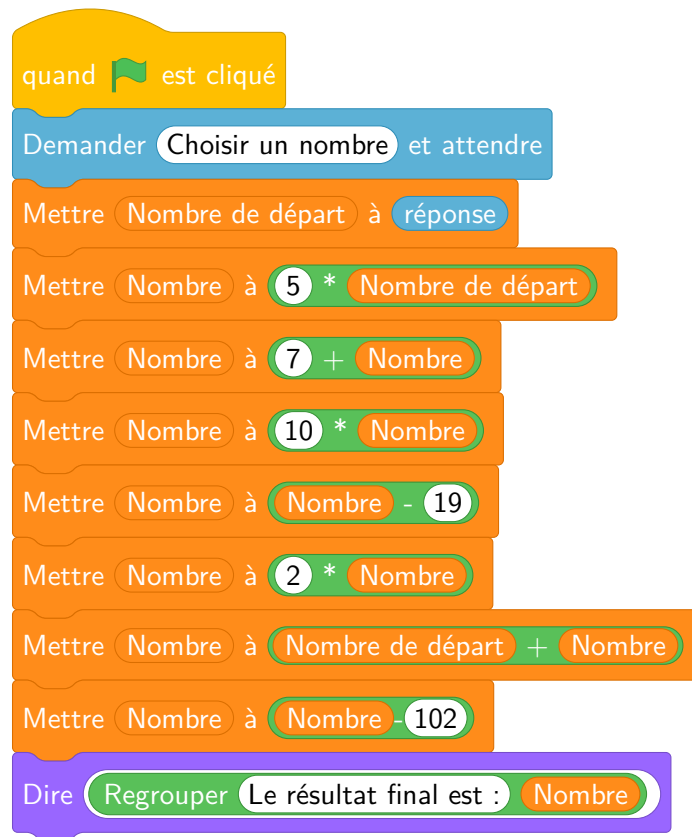 quand est cliqué
Demander Choisir un nombre et attendre
Mettre Nombre de départ à réponse
Mettre Nombre à 5 * Nombre de départ
Mettre Nombre à 7 + Nombre
Mettre Nombre à 10 * Nombre
Mettre Nombre à Nombre - 19
Mettre Nombre à 2 * Nombre
Mettre Nombre à Nombre de départ + Nombre
Mettre Nombre à Nombre - 102
Dire Regrouper Le résultat final est : Nombre